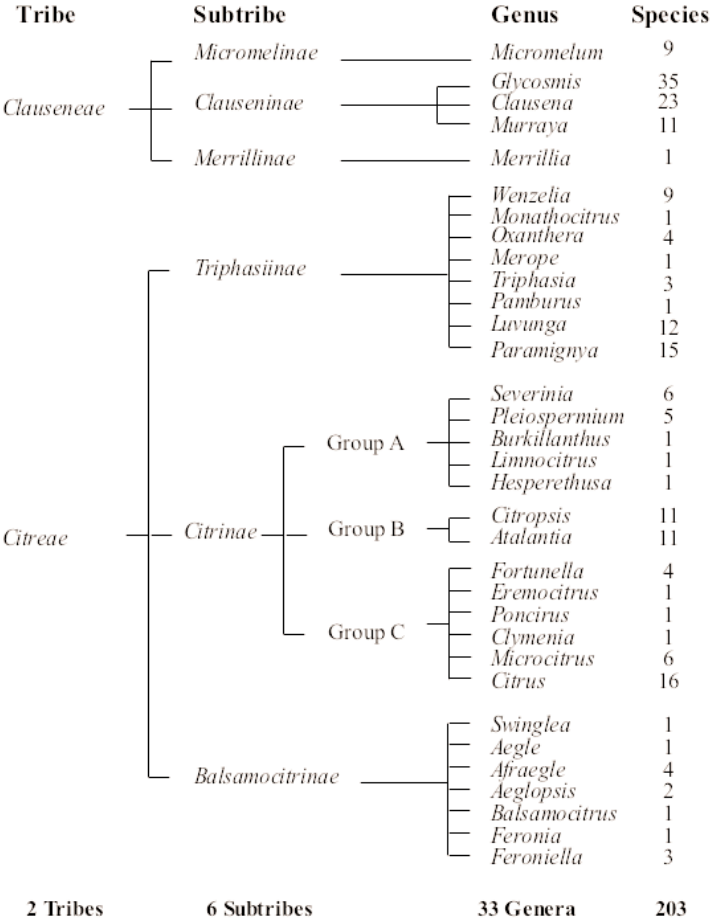 Tribe Subtribe Genus Species
Micromelinae Micromelum 9
Glycosmis 35
Clauseneae Clauseninae Clausena 23
Murraya 11
Merrillinae Merrillia 1
Wenzelia 9
Monathocitrus 1
Oxanthera 4
Merope 1
Triphasiinae Triphasia 3
Pamburus 1
Luvunga 12
Paramignya 15
Severinia 6
Pleiospermium 5
Group A Burkillanthus 1
Limnocitrus 1
Hesperethusa 1
Citropsis 11
Citreae Citrinae Group B Atalantia 11
Fortunella 4
Eremocitrus 1
Poncirus 1
Group C Clymenia 1
Microcitrus 6
Citrus 16
Swinglea 1
Aegle 1
Balsamocitrinae Afraegle 4
Aeglopsis 2
Balsamocitrus 1
Feronia 1
Feroniella 3
2 Tribes 6 Subtribes 33 Genera 203